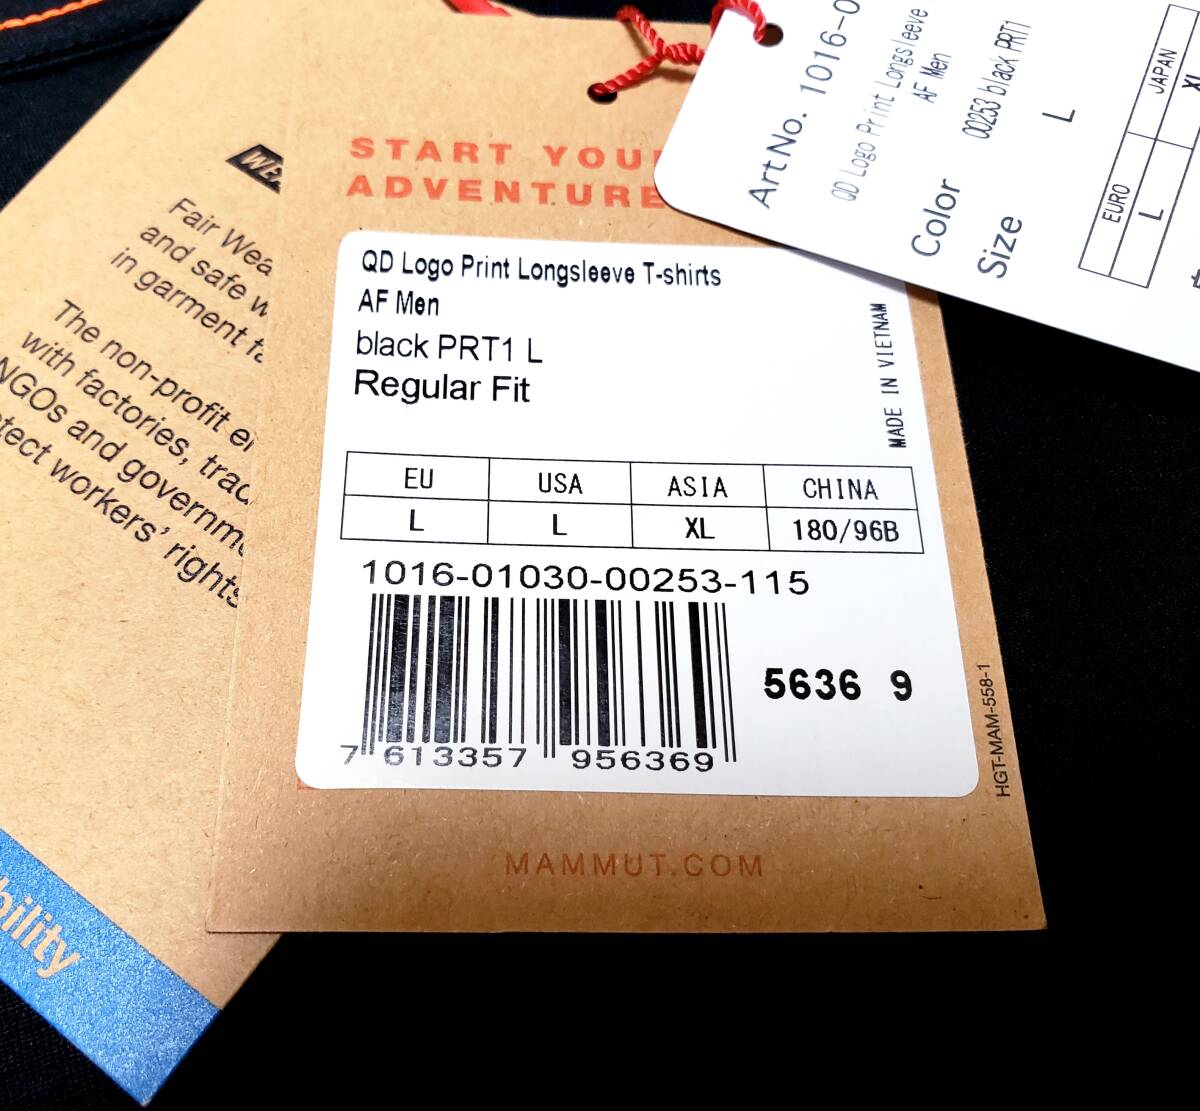 START YOU
ADVENTURE
QD Logo Print Longsleeve T-shirts
AF Men
black PRT1 L
Regular Fit
MADE IN VIETNAM
EU USA ASIA CHINA
L L XL 180/96B
1016-01030-00253-115
5636 9
7 613357 956369
HGT-MAM-558-1
MAMMUT.COM
Fair Wea
and safe w
in garment
The non-profit
with factories, trad
NGOs and governm
tect workers' rights
bility
Art No. 1016-0
QD Logo Print Longsleeve
AF Men
Color 00253 black PRT1
Size L
EURO JAPAN
L XL